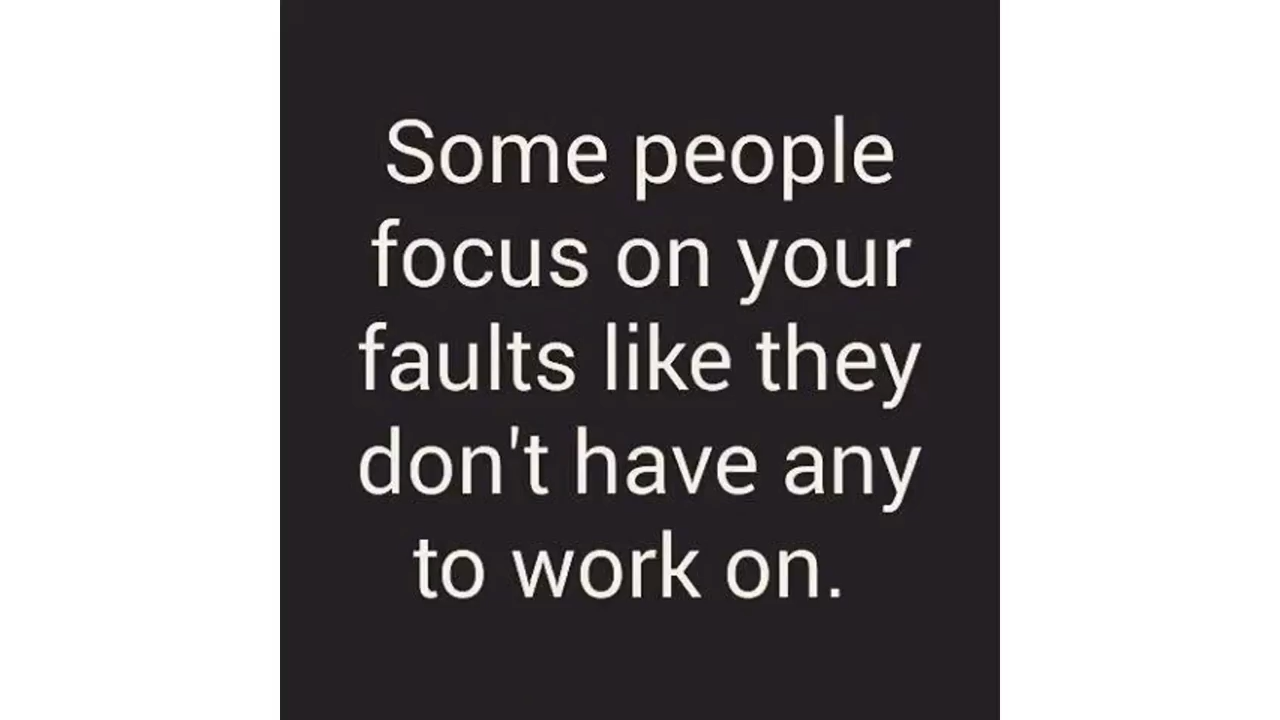 Some people
focus on your
faults like they
don't have any
to work on.